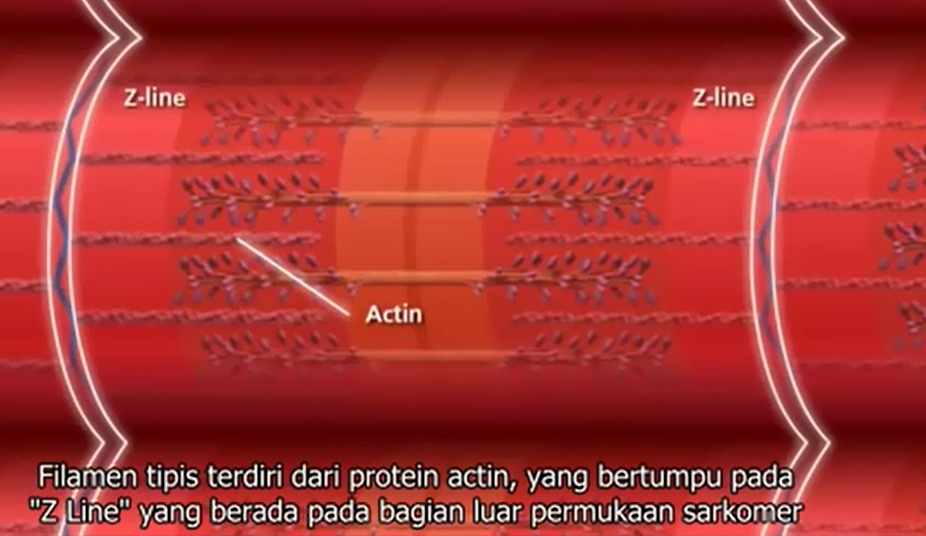 Z-line
Z-line
Actin
Filamen tipis terdiri dari protein actin, yang bertumpu pada
"Z Line" yang berada pada bagian luar permukaan sarkomer